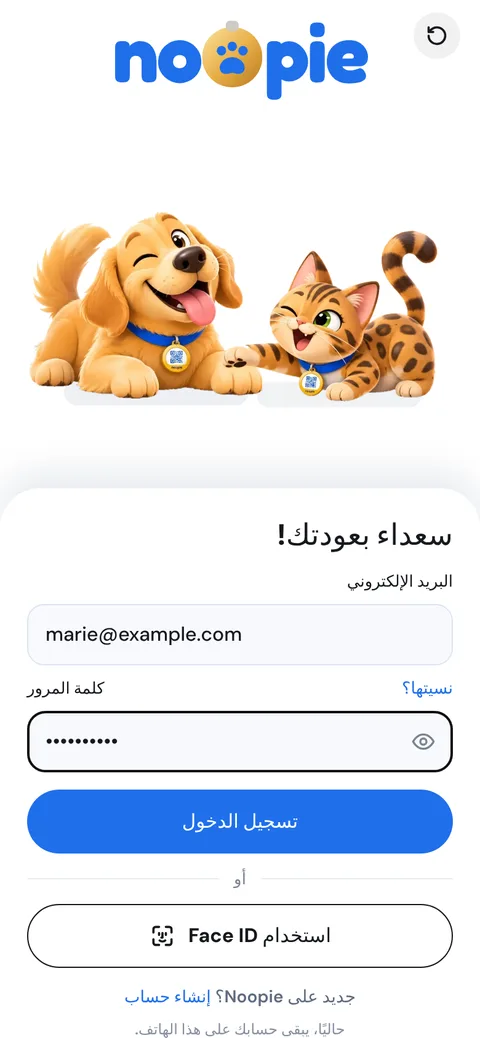 noopie
سعداء بعودتك!
البريد الإلكتروني
marie@example.com
كلمة المرور
نسيتها؟
••••••••••
تسجيل الدخول
أو
استخدام Face ID
جديد على Noopie؟ إنشاء حساب
حاليًا، يبقى حسابك على هذا الهاتف.